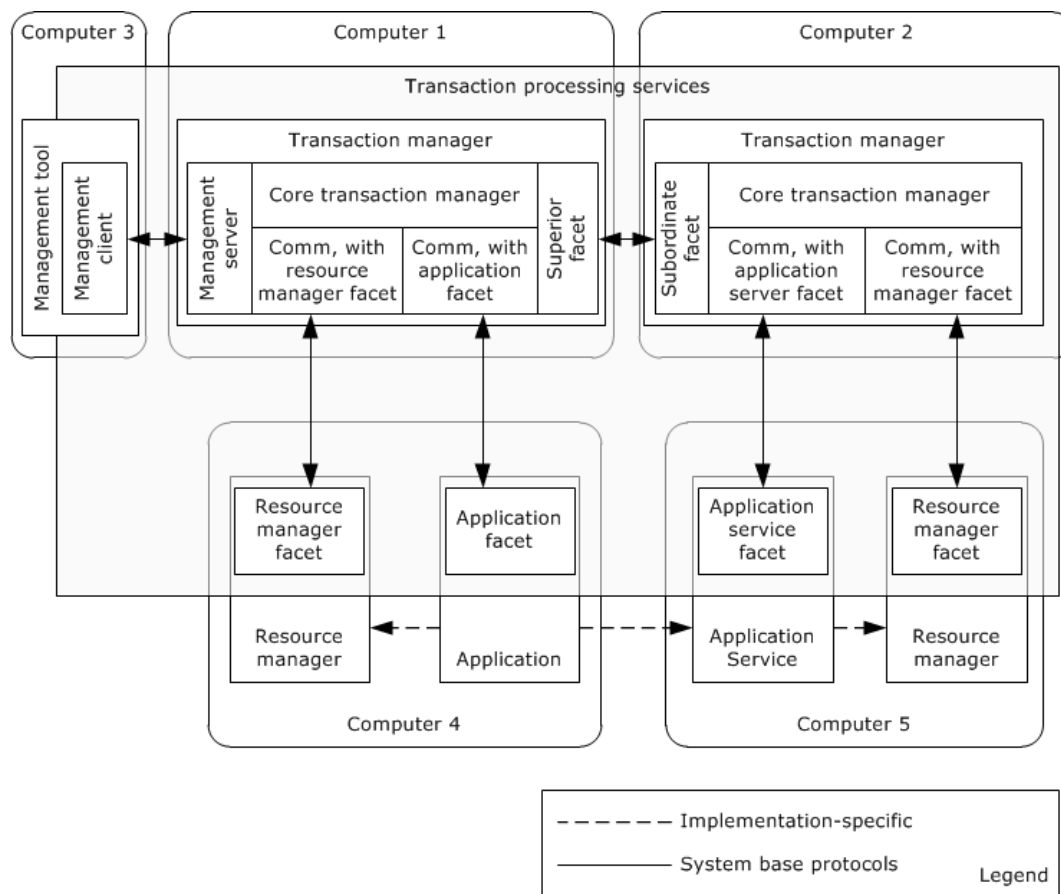 Computer 3
Computer 1
Computer 2
Transaction processing services
Management tool
Management
client
Transaction manager
Management
server
Core transaction manager
Comm, with
resource
manager facet
Comm, with
application
facet
Superior
facet
Transaction manager
Subordinate
facet
Core transaction manager
Comm, with
application
server facet
Comm, with
resource
manager facet
Resource
manager
facet
Application
facet
Application
service
facet
Resource
manager
facet
Resource
manager
Application
Application
Service
Resource
manager
Computer 4
Computer 5
Implementation-specific
System base protocols
Legend